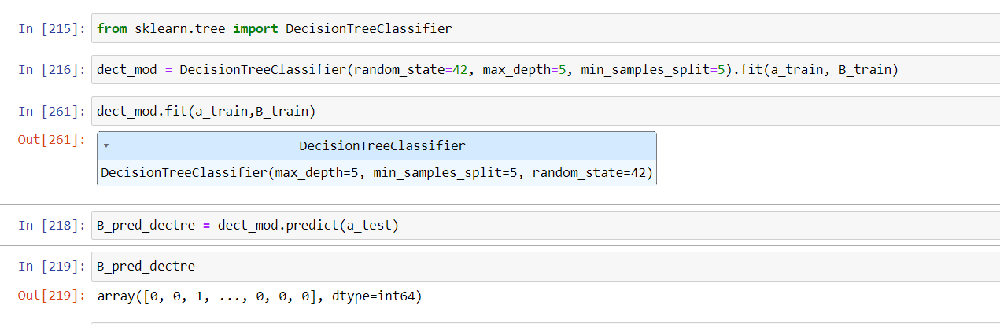 In [215]: from sklearn.tree import DecisionTreeClassifier
In [216]: dect_mod = DecisionTreeClassifier(random_state=42, max_depth=5, min_samples_split=5).fit(a_train, B_train)
In [261]: dect_mod.fit(a_train,B_train)
Out[261]: ▾ DecisionTreeClassifier
DecisionTreeClassifier(max_depth=5, min_samples_split=5, random_state=42)
In [218]: B_pred_dectre = dect_mod.predict(a_test)
In [219]: B_pred_dectre
Out[219]: array([0, 0, 1, ..., 0, 0, 0], dtype=int64)